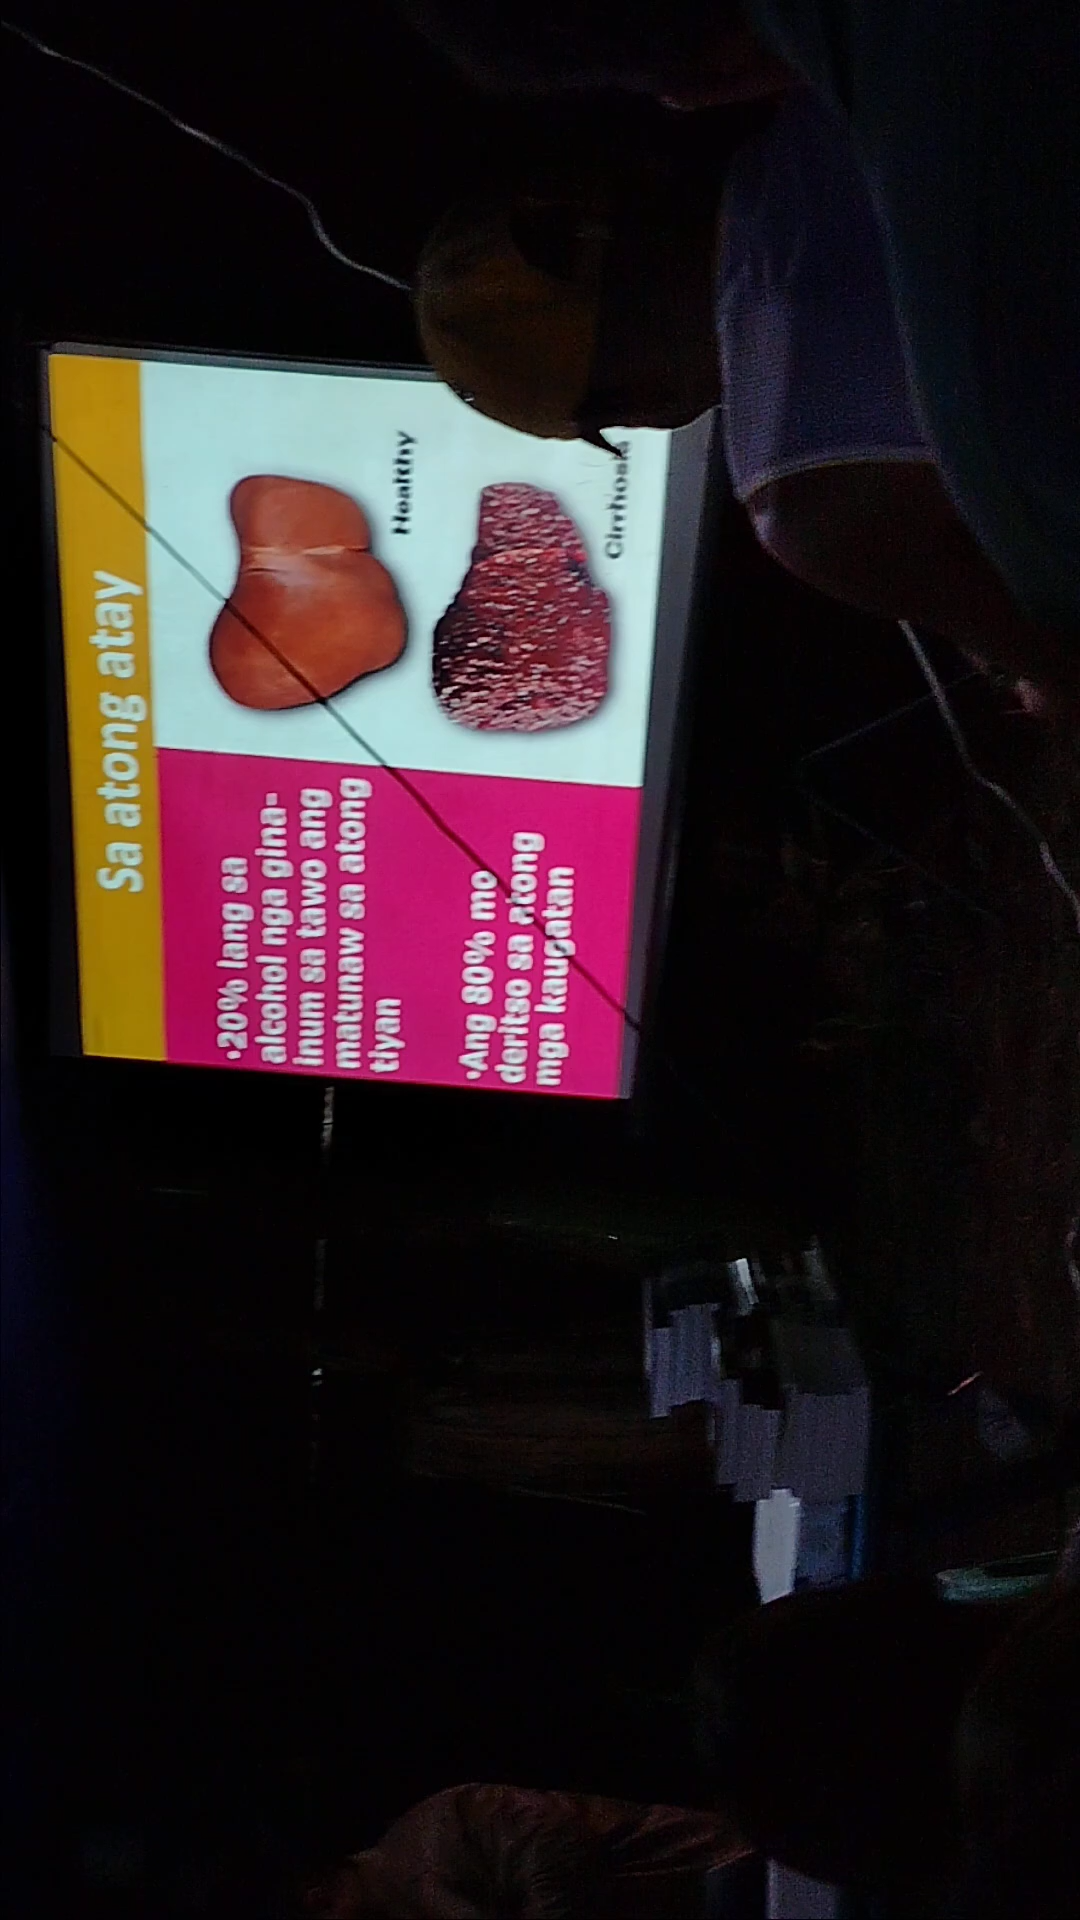 Sa atong atay
•20% lang sa
alcohol nga gina-
inum sa tawo ang
matunaw sa atong
tiyan
•Ang 80% mo
deritso sa atong
mga kaugatan
Healthy
Cirrhosis